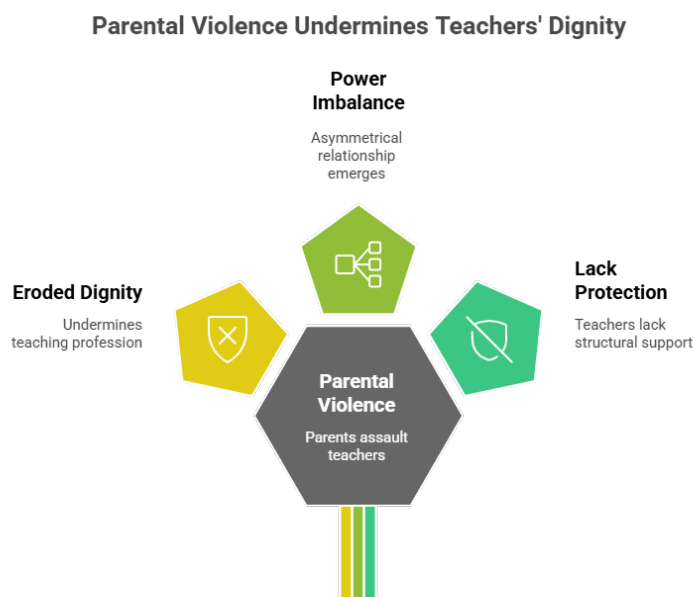 Parental Violence Undermines Teachers' Dignity
Power
Imbalance
Asymmetrical
relationship
emerges
Eroded Dignity
Undermines
teaching profession
Lack
Protection
Teachers lack
structural support
Parental
Violence
Parents assault
teachers